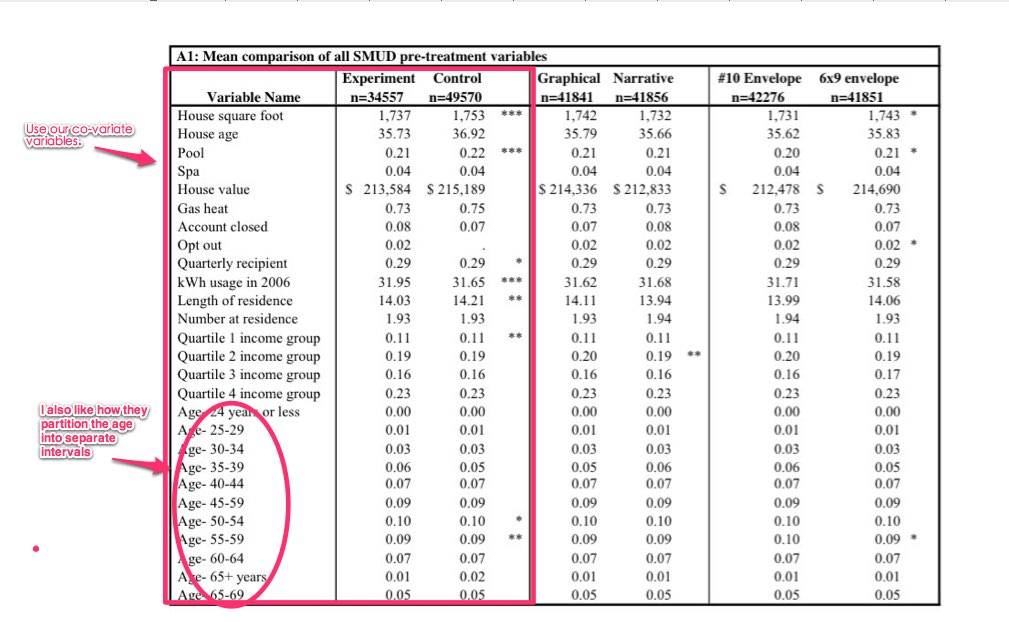 A1: Mean comparison of all SMUD pre-treatment variables
Experiment Control Graphical Narrative #10 Envelope 6x9 envelope
Variable Name n=34557 n=49570 n=41841 n=41856 n=42276 n=41851
House square foot 1,737 1,753 *** 1,742 1,732 1,731 1,743 *
House age 35.73 36.92 35.79 35.66 35.62 35.83
Pool 0.21 0.22 *** 0.21 0.21 0.20 0.21 *
Spa 0.04 0.04 0.04 0.04 0.04 0.04
House value $ 213,584 $ 215,189 $ 214,336 $ 212,833 $ 212,478 $ 214,690
Gas heat 0.73 0.75 0.73 0.73 0.73 0.73
Account closed 0.08 0.07 0.07 0.08 0.08 0.07
Opt out 0.02 . 0.02 0.02 0.02 0.02 *
Quarterly recipient 0.29 0.29 * 0.29 0.29 0.29 0.29
kWh usage in 2006 31.95 31.65 *** 31.62 31.68 31.71 31.58
Length of residence 14.03 14.21 ** 14.11 13.94 13.99 14.06
Number at residence 1.93 1.93 1.93 1.94 1.94 1.93
Quartile 1 income group 0.11 0.11 ** 0.11 0.11 0.11 0.11
Quartile 2 income group 0.19 0.19 0.20 0.19 ** 0.20 0.19
Quartile 3 income group 0.16 0.16 0.16 0.16 0.16 0.17
Quartile 4 income group 0.23 0.23 0.23 0.23 0.23 0.23
Age- 24 years or less 0.00 0.00 0.00 0.00 0.00 0.00
Age- 25-29 0.01 0.01 0.01 0.01 0.01 0.01
Age- 30-34 0.03 0.03 0.03 0.03 0.03 0.03
Age- 35-39 0.06 0.05 0.05 0.06 0.06 0.05
Age- 40-44 0.07 0.07 0.07 0.07 0.07 0.07
Age- 45-59 0.09 0.09 0.09 0.09 0.09 0.09
Age- 50-54 0.10 0.10 * 0.10 0.10 0.10 0.10
Age- 55-59 0.09 0.09 ** 0.09 0.09 0.10 0.09 *
Age- 60-64 0.07 0.07 0.07 0.07 0.07 0.07
Age- 65+ years 0.01 0.02 0.01 0.01 0.01 0.01
Age- 65-69 0.05 0.05 0.05 0.05 0.05 0.05
Use our co-variate
variables.
I also like how they
partition the age
into separate
intervals